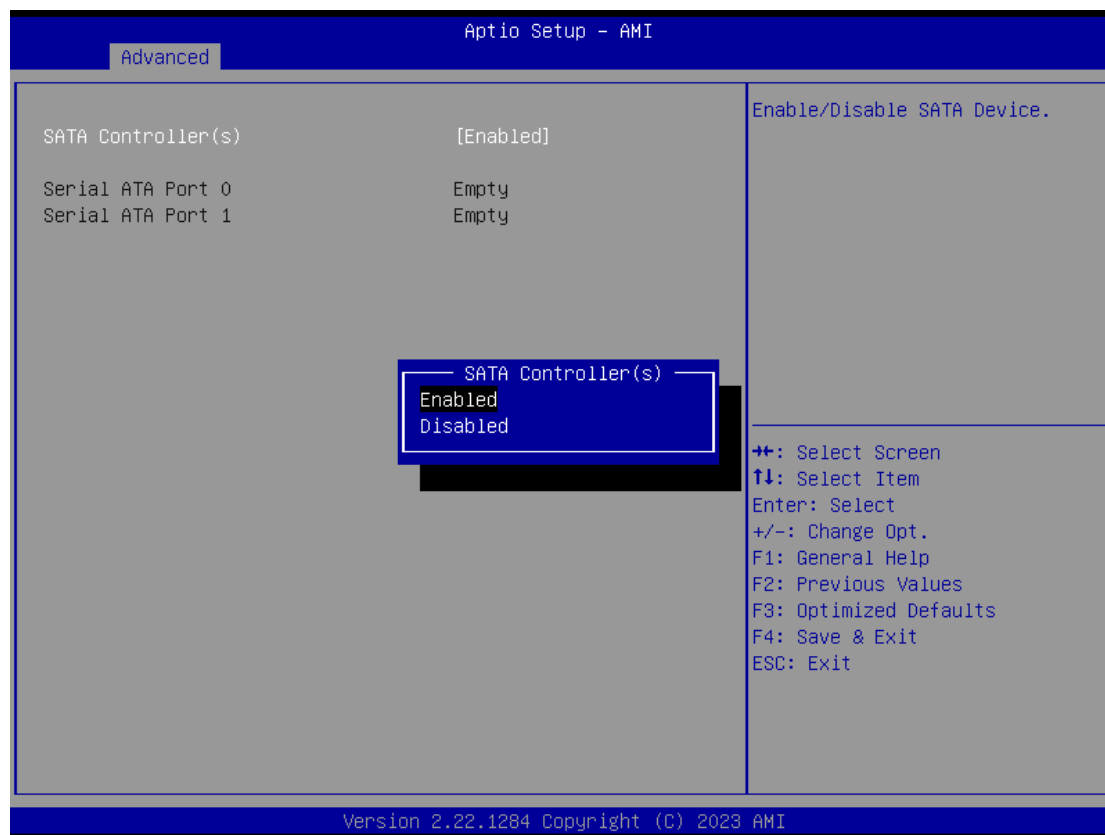 Aptio Setup – AMI
Advanced
SATA Controller(s) [Enabled]
Serial ATA Port 0 Empty
Serial ATA Port 1 Empty
SATA Controller(s)
Enabled
Disabled
Enable/Disable SATA Device.
→←: Select Screen
↑↓: Select Item
Enter: Select
+/-: Change Opt.
F1: General Help
F2: Previous Values
F3: Optimized Defaults
F4: Save & Exit
ESC: Exit
Version 2.22.1284 Copyright (C) 2023 AMI